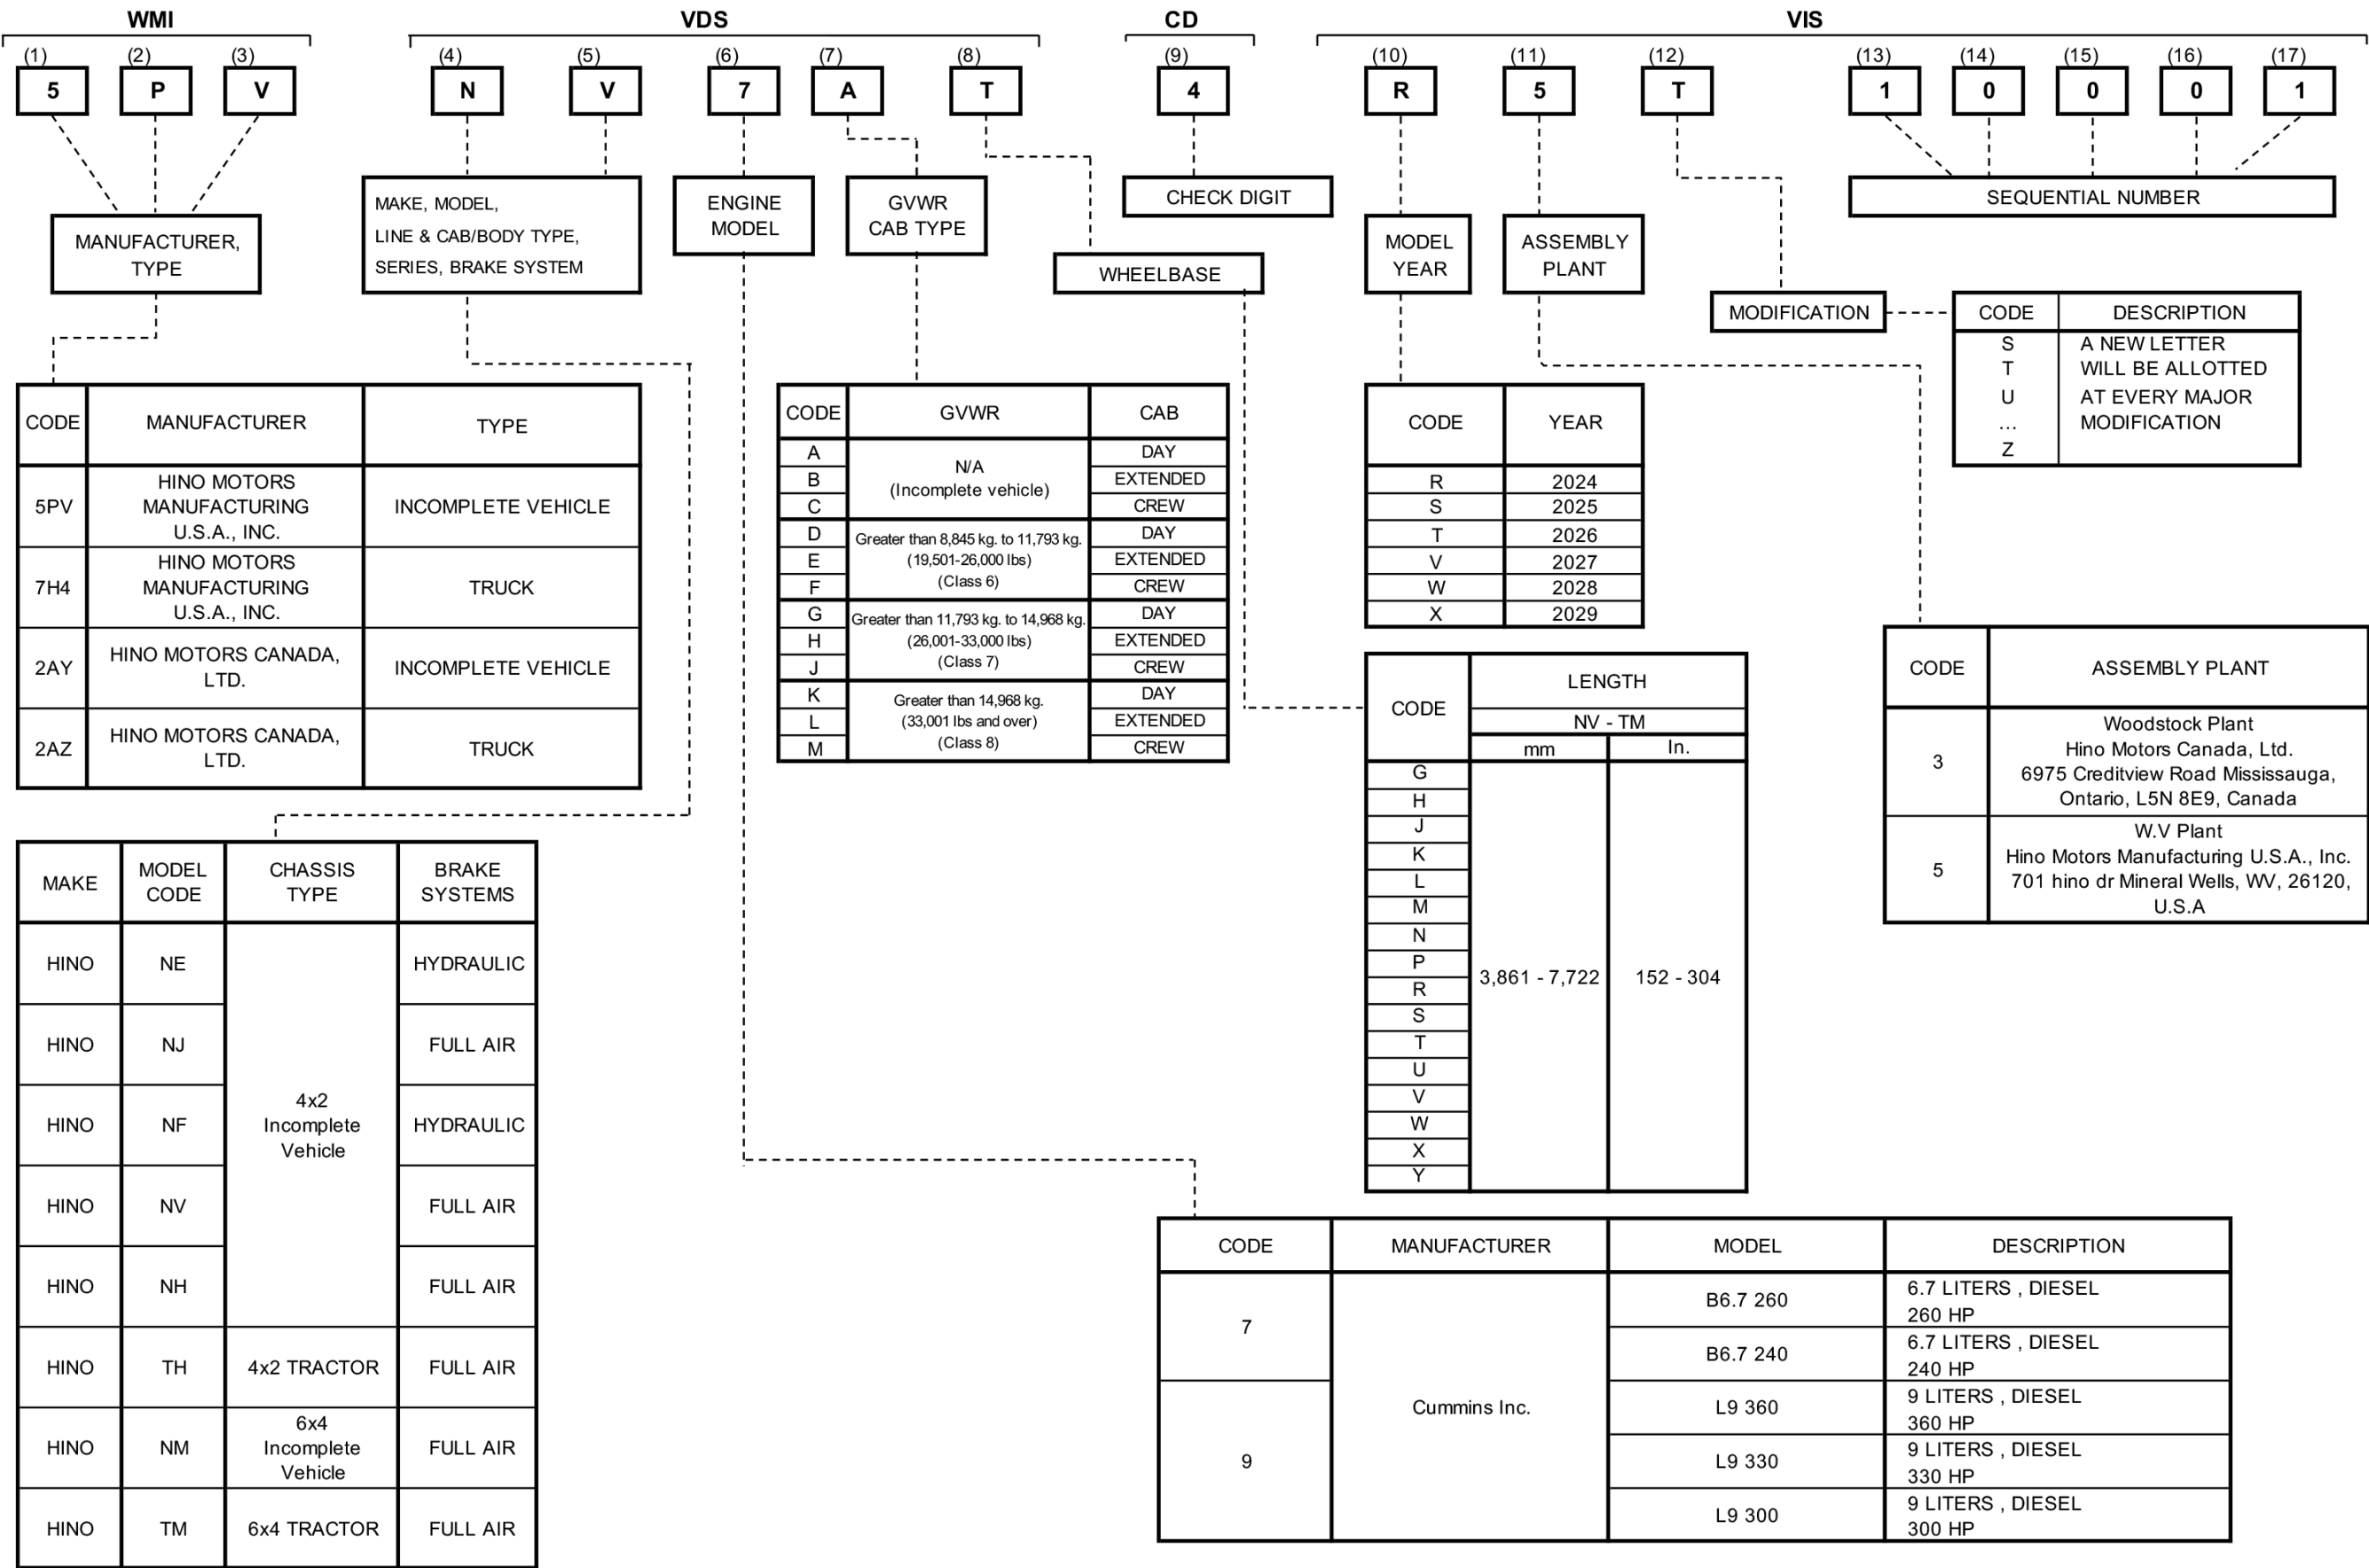 WMI VDS CD VIS
(1) (2) (3) (4) (5) (6) (7) (8) (9) (10) (11) (12) (13) (14) (15) (16) (17)
5 P V N V 7 A T 4 R 5 T 1 0 0 0 1
MANUFACTURER,
TYPE
MAKE, MODEL,
LINE & CAB/BODY TYPE,
SERIES, BRAKE SYSTEM
ENGINE
MODEL
GVWR
CAB TYPE
WHEELBASE
CHECK DIGIT
MODEL
YEAR
ASSEMBLY
PLANT
MODIFICATION
SEQUENTIAL NUMBER
CODE DESCRIPTION
S A NEW LETTER
T WILL BE ALLOTTED
U AT EVERY MAJOR
... MODIFICATION
Z
CODE MANUFACTURER TYPE
5PV HINO MOTORS
MANUFACTURING
U.S.A., INC.
INCOMPLETE VEHICLE
7H4 HINO MOTORS
MANUFACTURING
U.S.A., INC.
TRUCK
2AY HINO MOTORS CANADA,
LTD.
INCOMPLETE VEHICLE
2AZ HINO MOTORS CANADA,
LTD.
TRUCK
CODE GVWR CAB
A DAY
B EXTENDED
C CREW
N/A
(Incomplete vehicle)
D DAY
E EXTENDED
F CREW
Greater than 8,845 kg. to 11,793 kg.
(19,501-26,000 lbs)
(Class 6)
G DAY
H EXTENDED
J CREW
Greater than 11,793 kg. to 14,968 kg.
(26,001-33,000 lbs)
(Class 7)
K DAY
L EXTENDED
M CREW
Greater than 14,968 kg.
(33,001 lbs and over)
(Class 8)
CODE YEAR
R 2024
S 2025
T 2026
V 2027
W 2028
X 2029
CODE LENGTH
NV - TM
mm In.
G
H
J
K
L
M
N
P
R
S
T
U
V
W
X
Y
3,861 - 7,722 152 - 304
CODE ASSEMBLY PLANT
3 Woodstock Plant
Hino Motors Canada, Ltd.
6975 Creditview Road Mississauga,
Ontario, L5N 8E9, Canada
5 W.V Plant
Hino Motors Manufacturing U.S.A., Inc.
701 hino dr Mineral Wells, WV, 26120,
U.S.A
MAKE MODEL
CODE
CHASSIS
TYPE
BRAKE
SYSTEMS
HINO NE HYDRAULIC
HINO NJ FULL AIR
HINO NF HYDRAULIC
HINO NV FULL AIR
HINO NH FULL AIR
4x2
Incomplete
Vehicle
HINO TH 4x2 TRACTOR FULL AIR
HINO NM 6x4
Incomplete
Vehicle
FULL AIR
HINO TM 6x4 TRACTOR FULL AIR
CODE MANUFACTURER MODEL DESCRIPTION
7 B6.7 260 6.7 LITERS , DIESEL
260 HP
B6.7 240 6.7 LITERS , DIESEL
240 HP
Cummins Inc.
9 L9 360 9 LITERS , DIESEL
360 HP
L9 330 9 LITERS , DIESEL
330 HP
L9 300 9 LITERS , DIESEL
300 HP